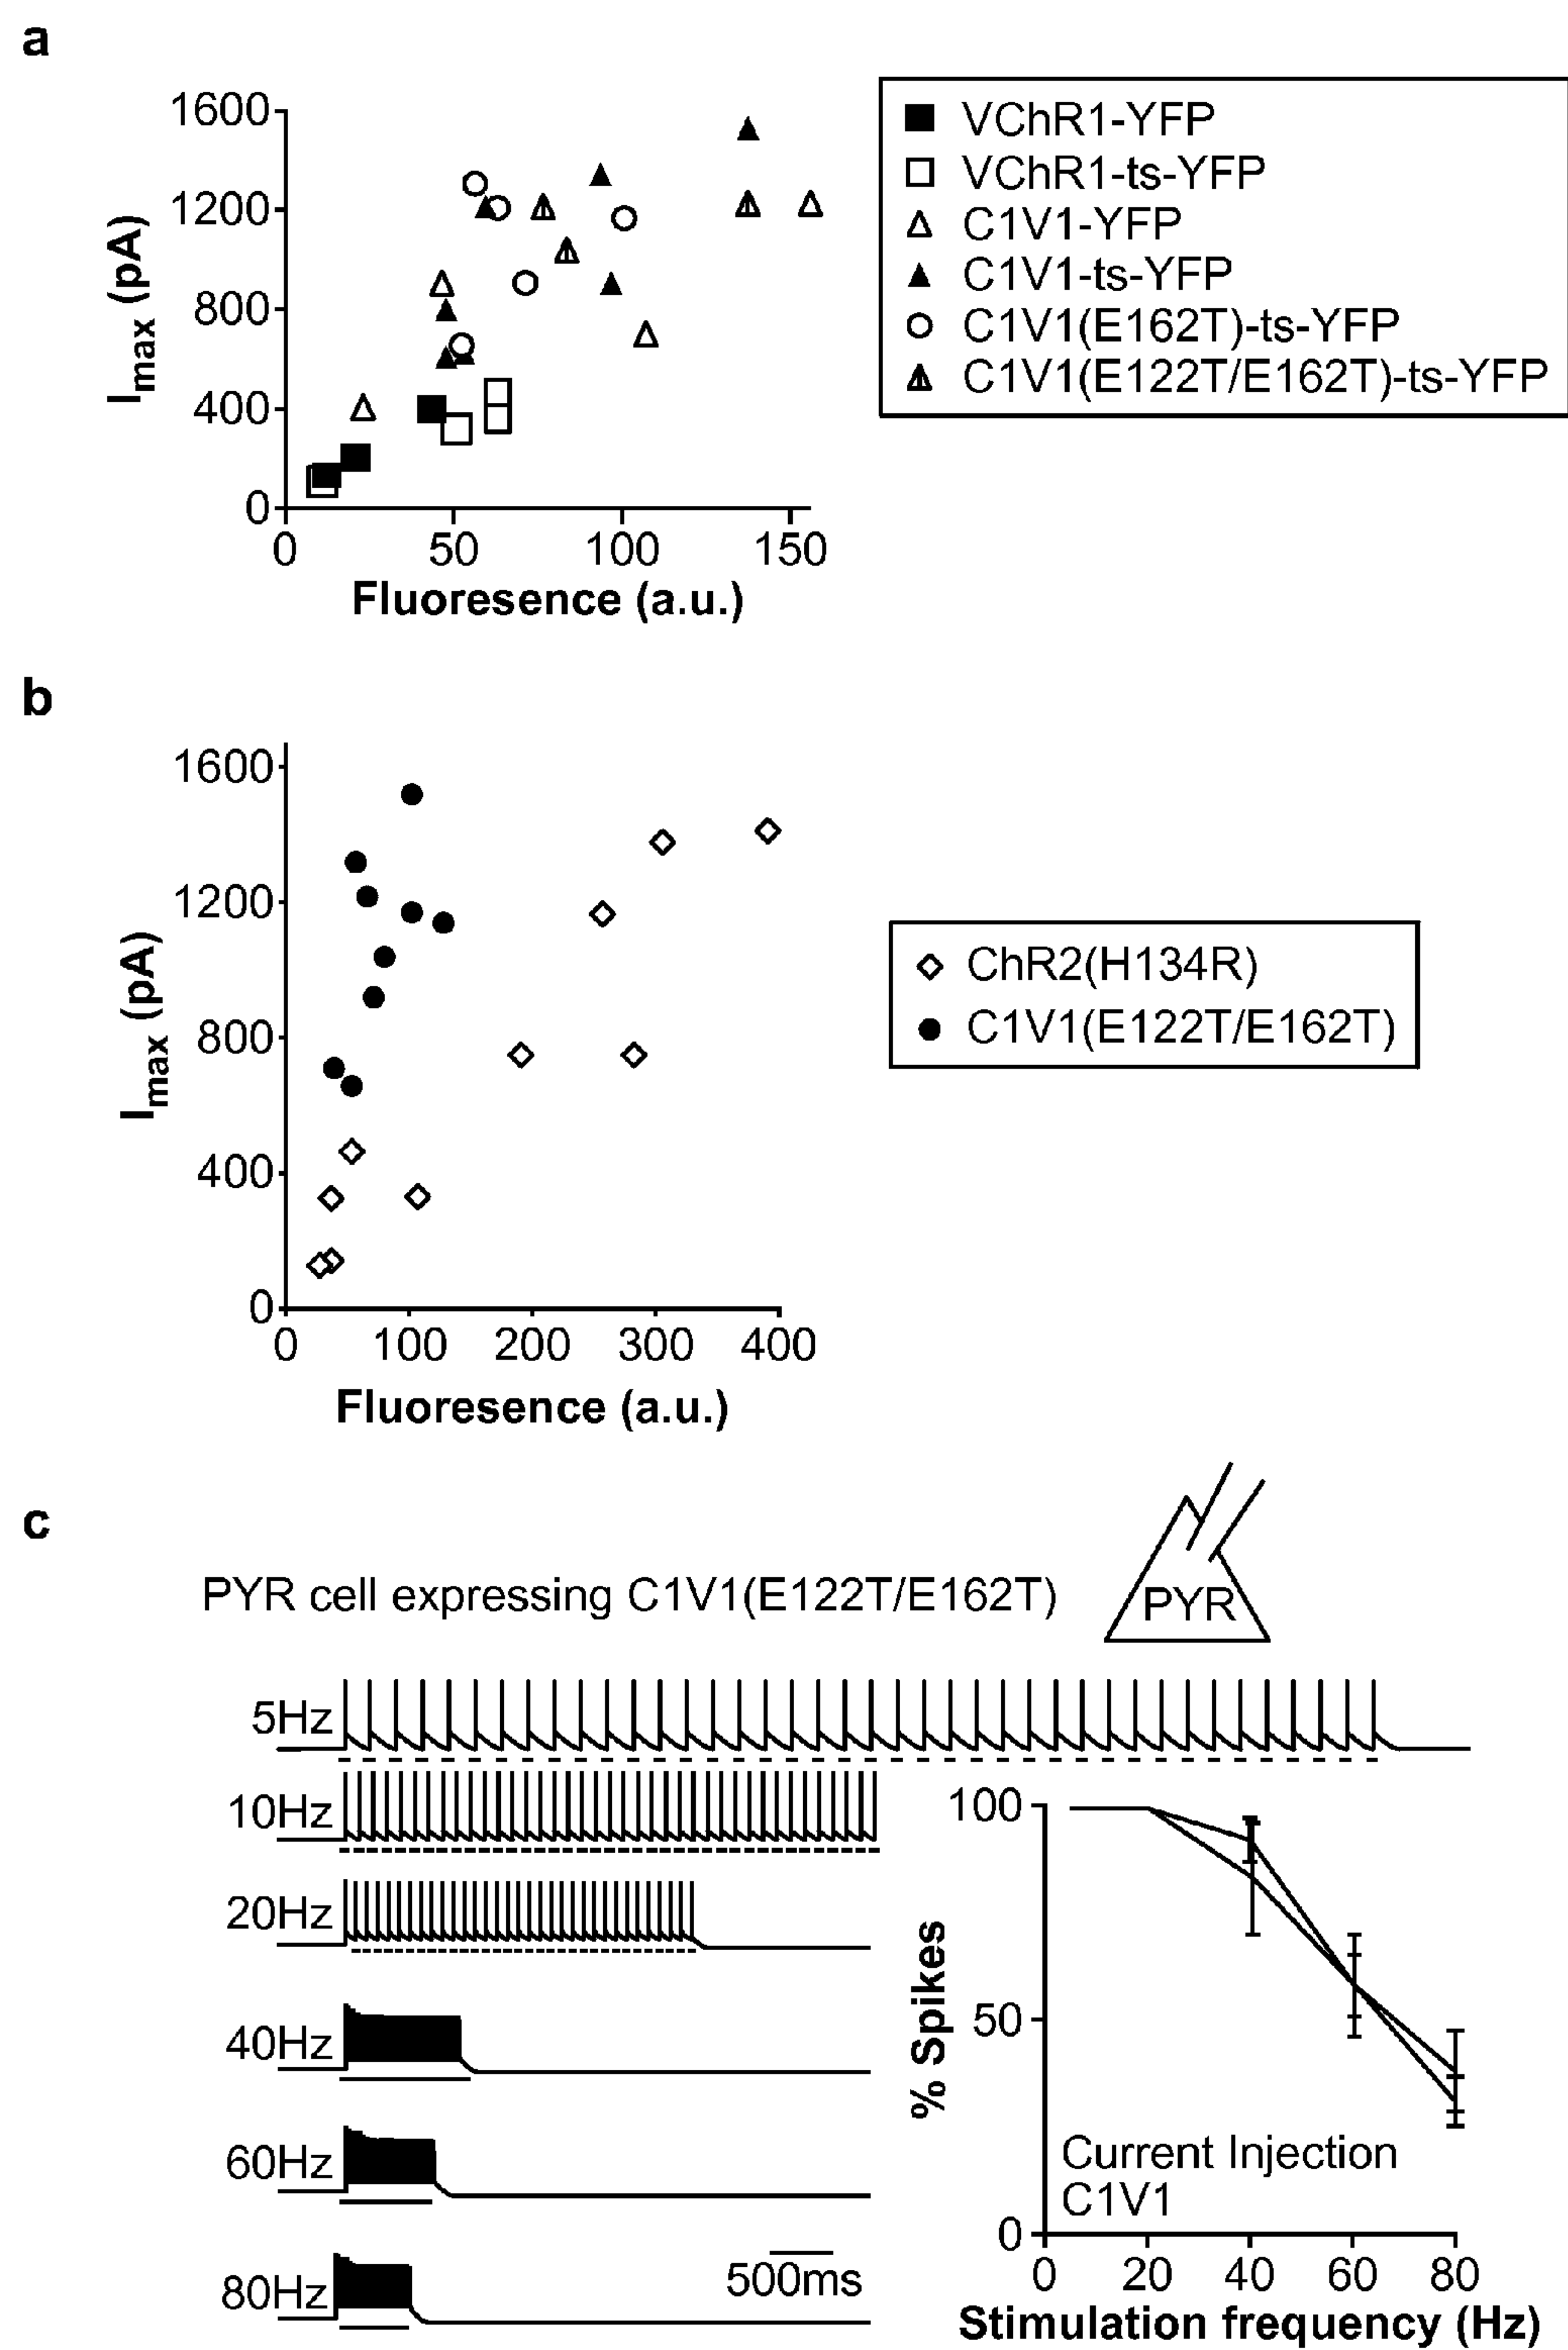 a
1600
1200
800
400
0
Imax (pA)
0 50 100 150
Fluoresence (a.u.)
VChR1-YFP
VChR1-ts-YFP
C1V1-YFP
C1V1-ts-YFP
C1V1(E162T)-ts-YFP
C1V1(E122T/E162T)-ts-YFP
b
1600
1200
800
400
0
Imax (pA)
0 100 200 300 400
Fluoresence (a.u.)
ChR2(H134R)
C1V1(E122T/E162T)
c
PYR cell expressing C1V1(E122T/E162T)
PYR
5Hz
10Hz
20Hz
40Hz
60Hz
80Hz
500ms
100
50
0
% Spikes
Current Injection
C1V1
0 20 40 60 80
Stimulation frequency (Hz)